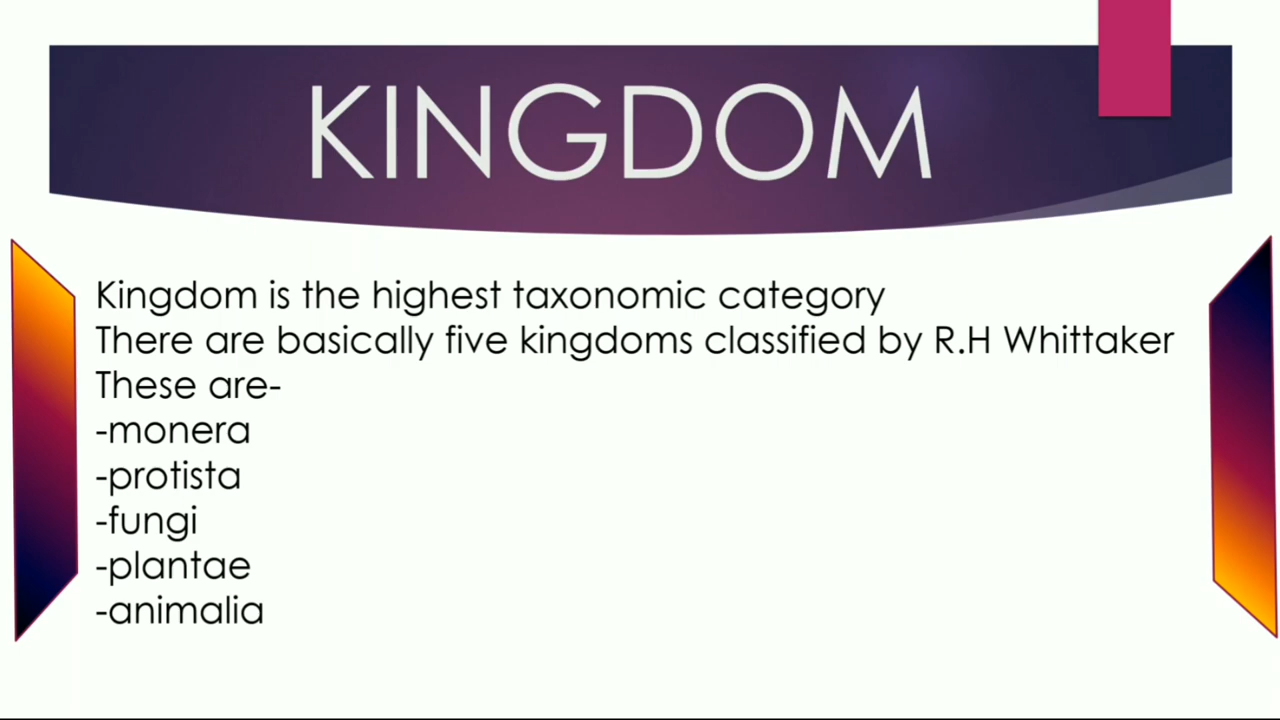 KINGDOM
Kingdom is the highest taxonomic category
There are basically five kingdoms classified by R.H Whittaker
These are-
-monera
-protista
-fungi
-plantae
-animalia